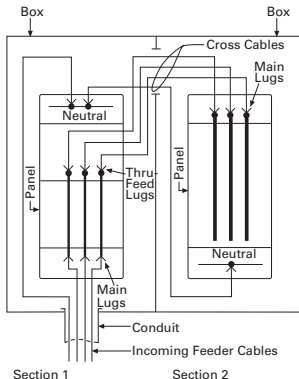 Box
Box
Cross Cables
Main
Lugs
Neutral
Panel
Thru-
Feed
Lugs
Panel
Neutral
Main
Lugs
Conduit
Incoming Feeder Cables
Section 1
Section 2